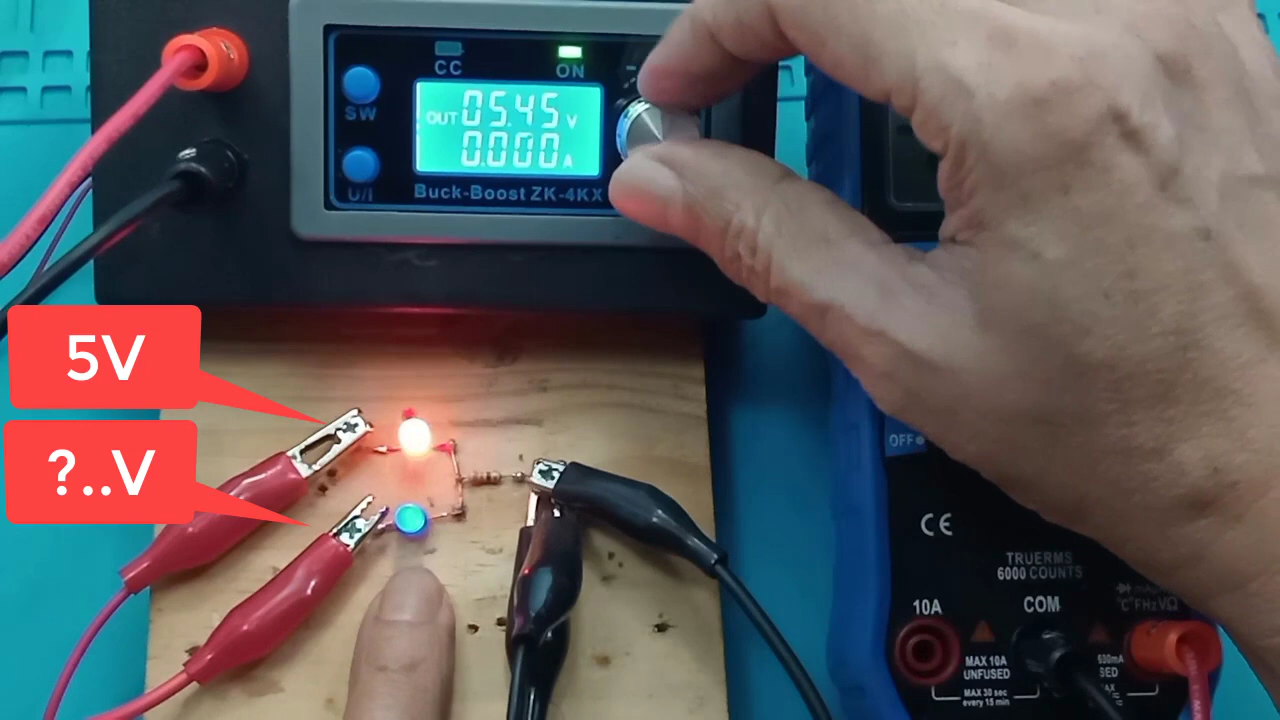 CC
ON
SW
OUT 05.45 V
0.000 A
U/I
Buck-Boost ZK-4KX
5V
?..V
OFF
CE
TRUERMS
6000 COUNTS
10A
COM
MAX 10A
UNFUSED
MAX 30 sec
every 15 min